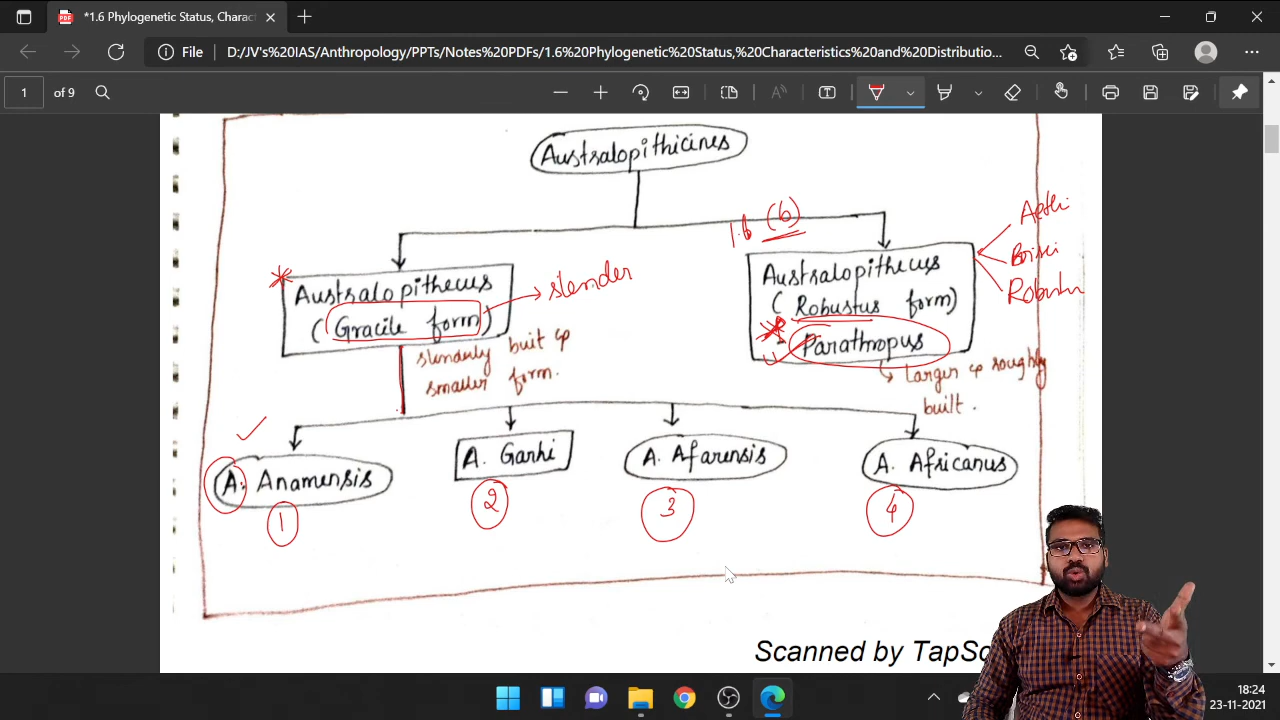 *1.6 Phylogenetic Status, Charac
File
D:/JV's%20IAS/Anthropology/PPTs/Notes%20PDFs/1.6%20Phylogenetic%20Status,%20Characteristics%20and%20Distributio...
1 of 9
Australopithicines
1.6 (b)
Aethi
Boisei
Robustu
Australopithecus
(Gracile form)
slender
slenderly built &
smaller form.
Australopithecus
(Robustus form)
Paranthropus
larger & roughly
built.
A. Anamensis
A. Garhi
A. Afarensis
A. Africanus
1
2
3
4
Scanned by TapSc
18:24
23-11-2021